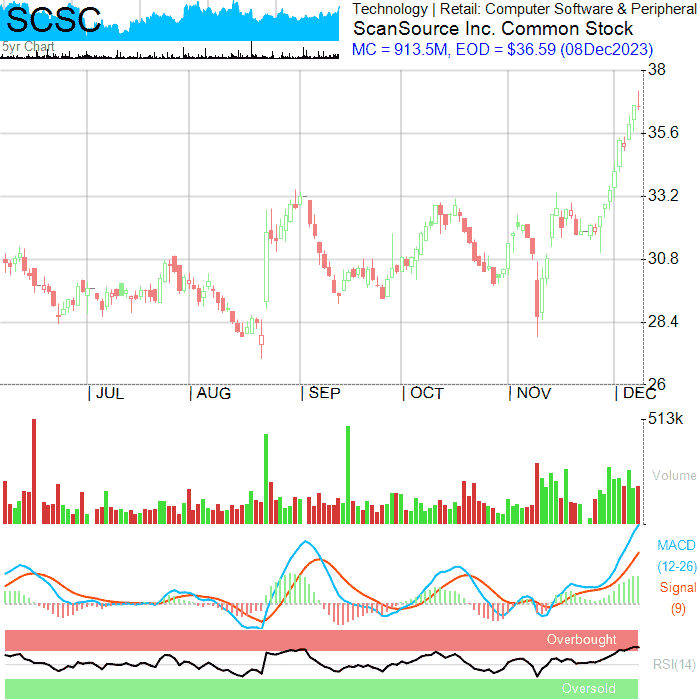 SCSC
Technology | Retail: Computer Software & Peripheral
ScanSource Inc. Common Stock
MC = 913.5M, EOD = $36.59 (08Dec2023)
5yr Chart
38
35.6
33.2
30.8
28.4
26
JUL AUG SEP OCT NOV DEC
513k
Volume
MACD
(12-26)
Signal
(9)
Overbought
RSI(14)
Oversold